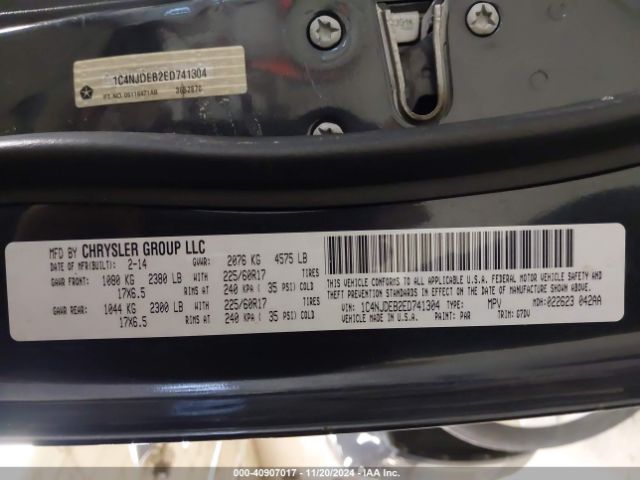 1C4NJDEB2ED741304
MFD BY CHRYSLER GROUP LLC
DATE OF MFR(BUILT): 2-14 GVWR: 2076 KG 4575 LB
GAWR FRONT: 1080 KG 2380 LB WITH 225/60R17 TIRES
17X6.5 RIMS AT 240 KPA ( 35 PSI) COLD
GAWR REAR: 1044 KG 2300 LB WITH 225/60R17 TIRES
17X6.5 RIMS AT 240 KPA ( 35 PSI) COLD
THIS VEHICLE CONFORMS TO ALL APPLICABLE U.S.A. FEDERAL MOTOR VEHICLE SAFETY AND
THEFT PREVENTION STANDARDS IN EFFECT ON THE DATE OF MANUFACTURE SHOWN ABOVE.
VIN: 1C4NJDEB2ED741304 TYPE: MPV MDH:022623 042AA
VEHICLE MADE IN U.S.A. PAINT: PAR TRIM: G7DV
000-40907017 - 11/20/2024 - IAA Inc.